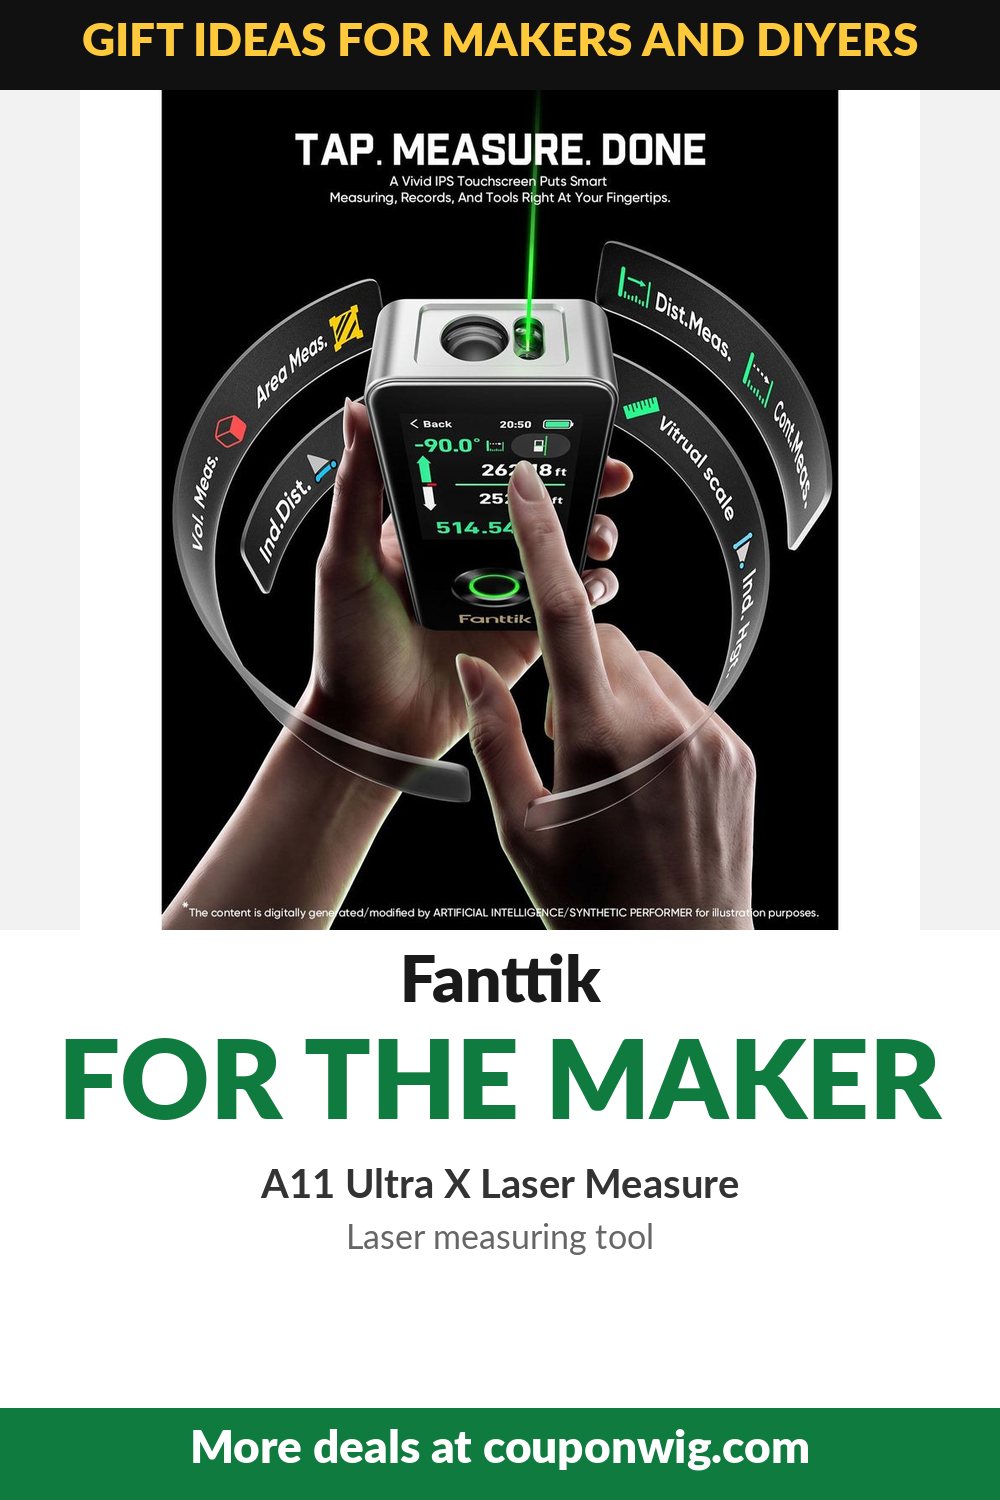 GIFT IDEAS FOR MAKERS AND DIYERS
TAP. MEASURE. DONE
A Vivid IPS Touchscreen Puts Smart
Measuring, Records, And Tools Right At Your Fingertips.
Area Meas.
Vol. Meas.
Ind.Dist.
Dist.Meas.
Cont.Meas.
Vitrual scale
Ind. Hgt.
Back 20:50
-90.0°
ft
ft
Fanttik
*The content is digitally generated/modified by ARTIFICIAL INTELLIGENCE/SYNTHETIC PERFORMER for illustration purposes.
Fanttik
FOR THE MAKER
A11 Ultra X Laser Measure
Laser measuring tool
More deals at couponwig.com